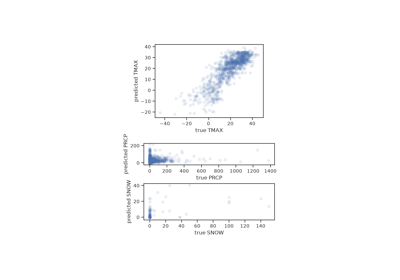 40
30
20
10
0
−10
−20
predicted TMAX
−40 −20 0 20 40
true TMAX
200
0
predicted PRCP
0 200 400 600 800 1000 1200 1400
true PRCP
40
20
0
predicted SNOW
0 20 40 60 80 100 120 140
true SNOW